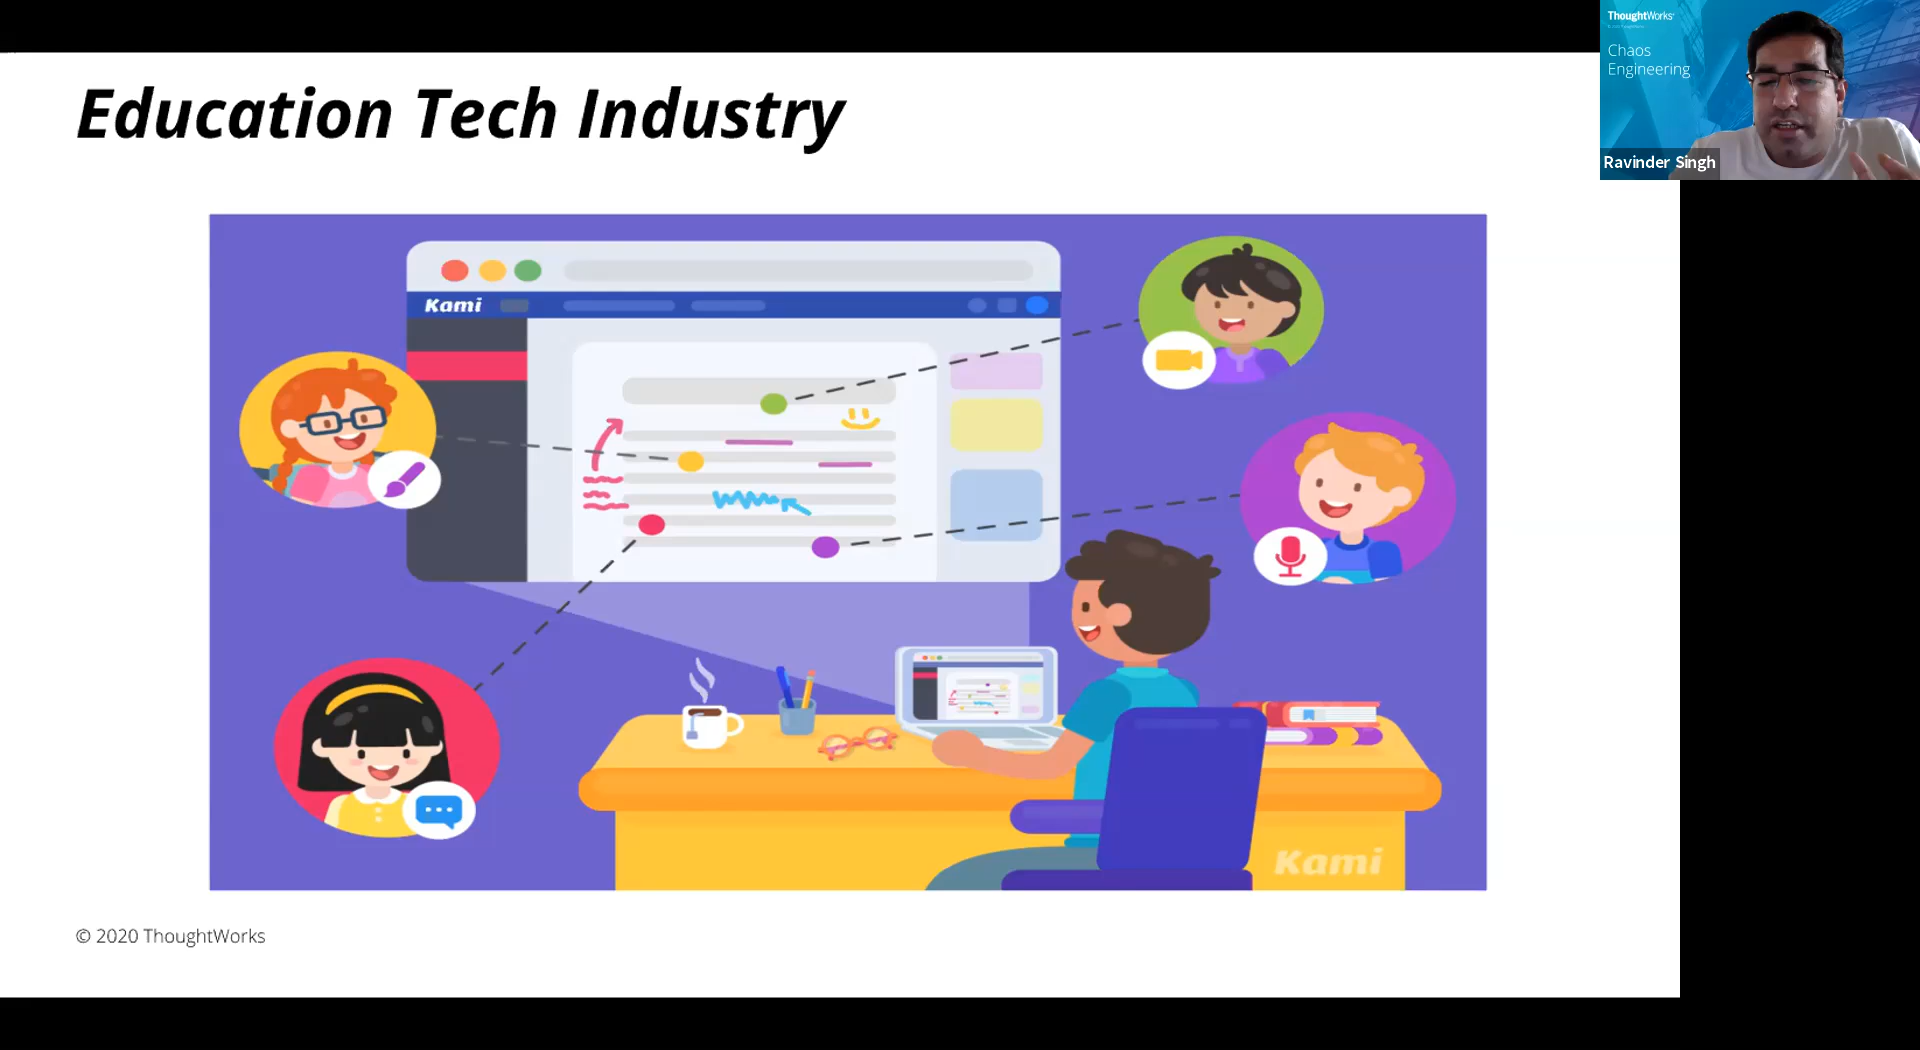 Education Tech Industry
ThoughtWorks
Chaos
Engineering
Ravinder Singh
Kami
Kami
© 2020 ThoughtWorks